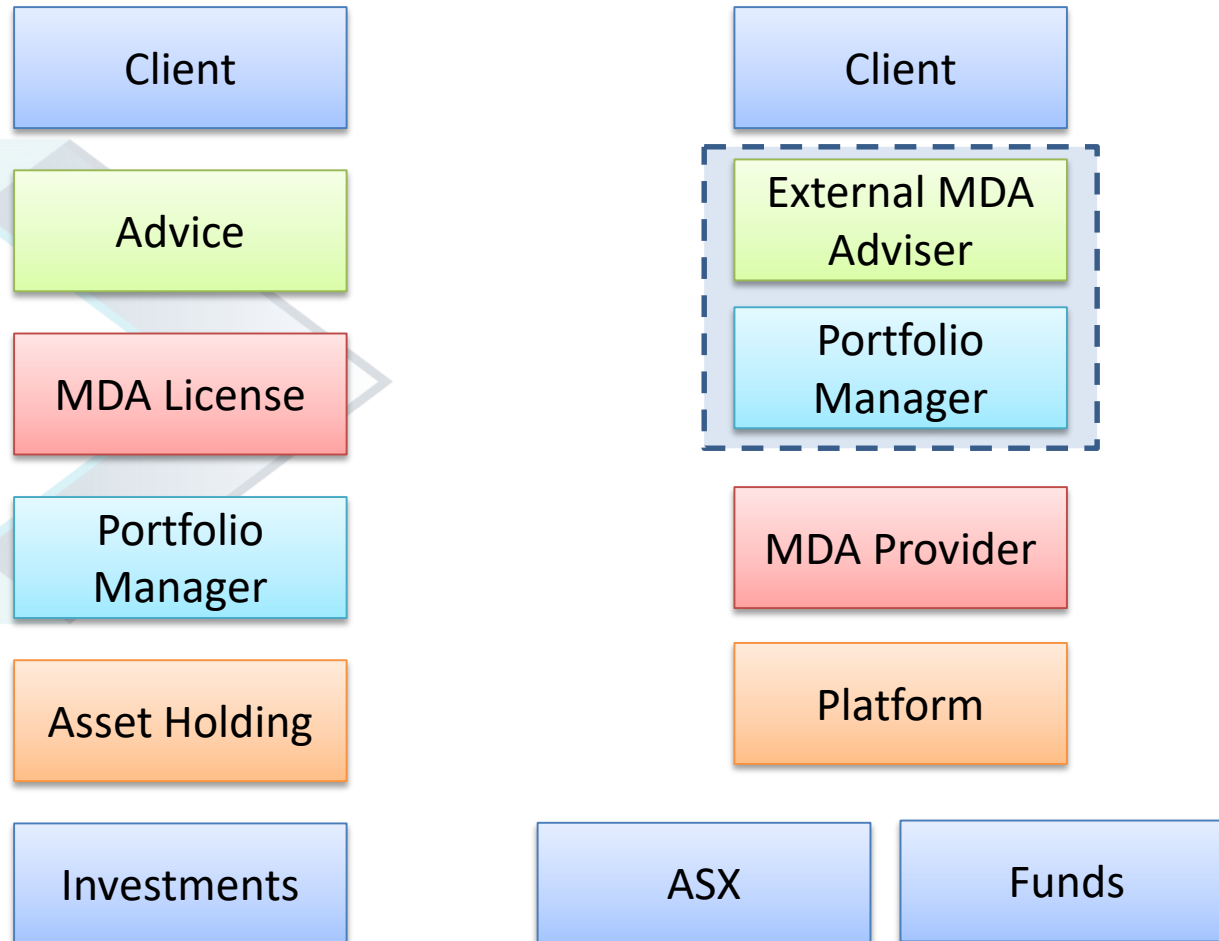 Client
Advice
MDA License
Portfolio
Manager
Asset Holding
Investments
Client
External MDA
Adviser
Portfolio
Manager
MDA Provider
Platform
ASX
Funds